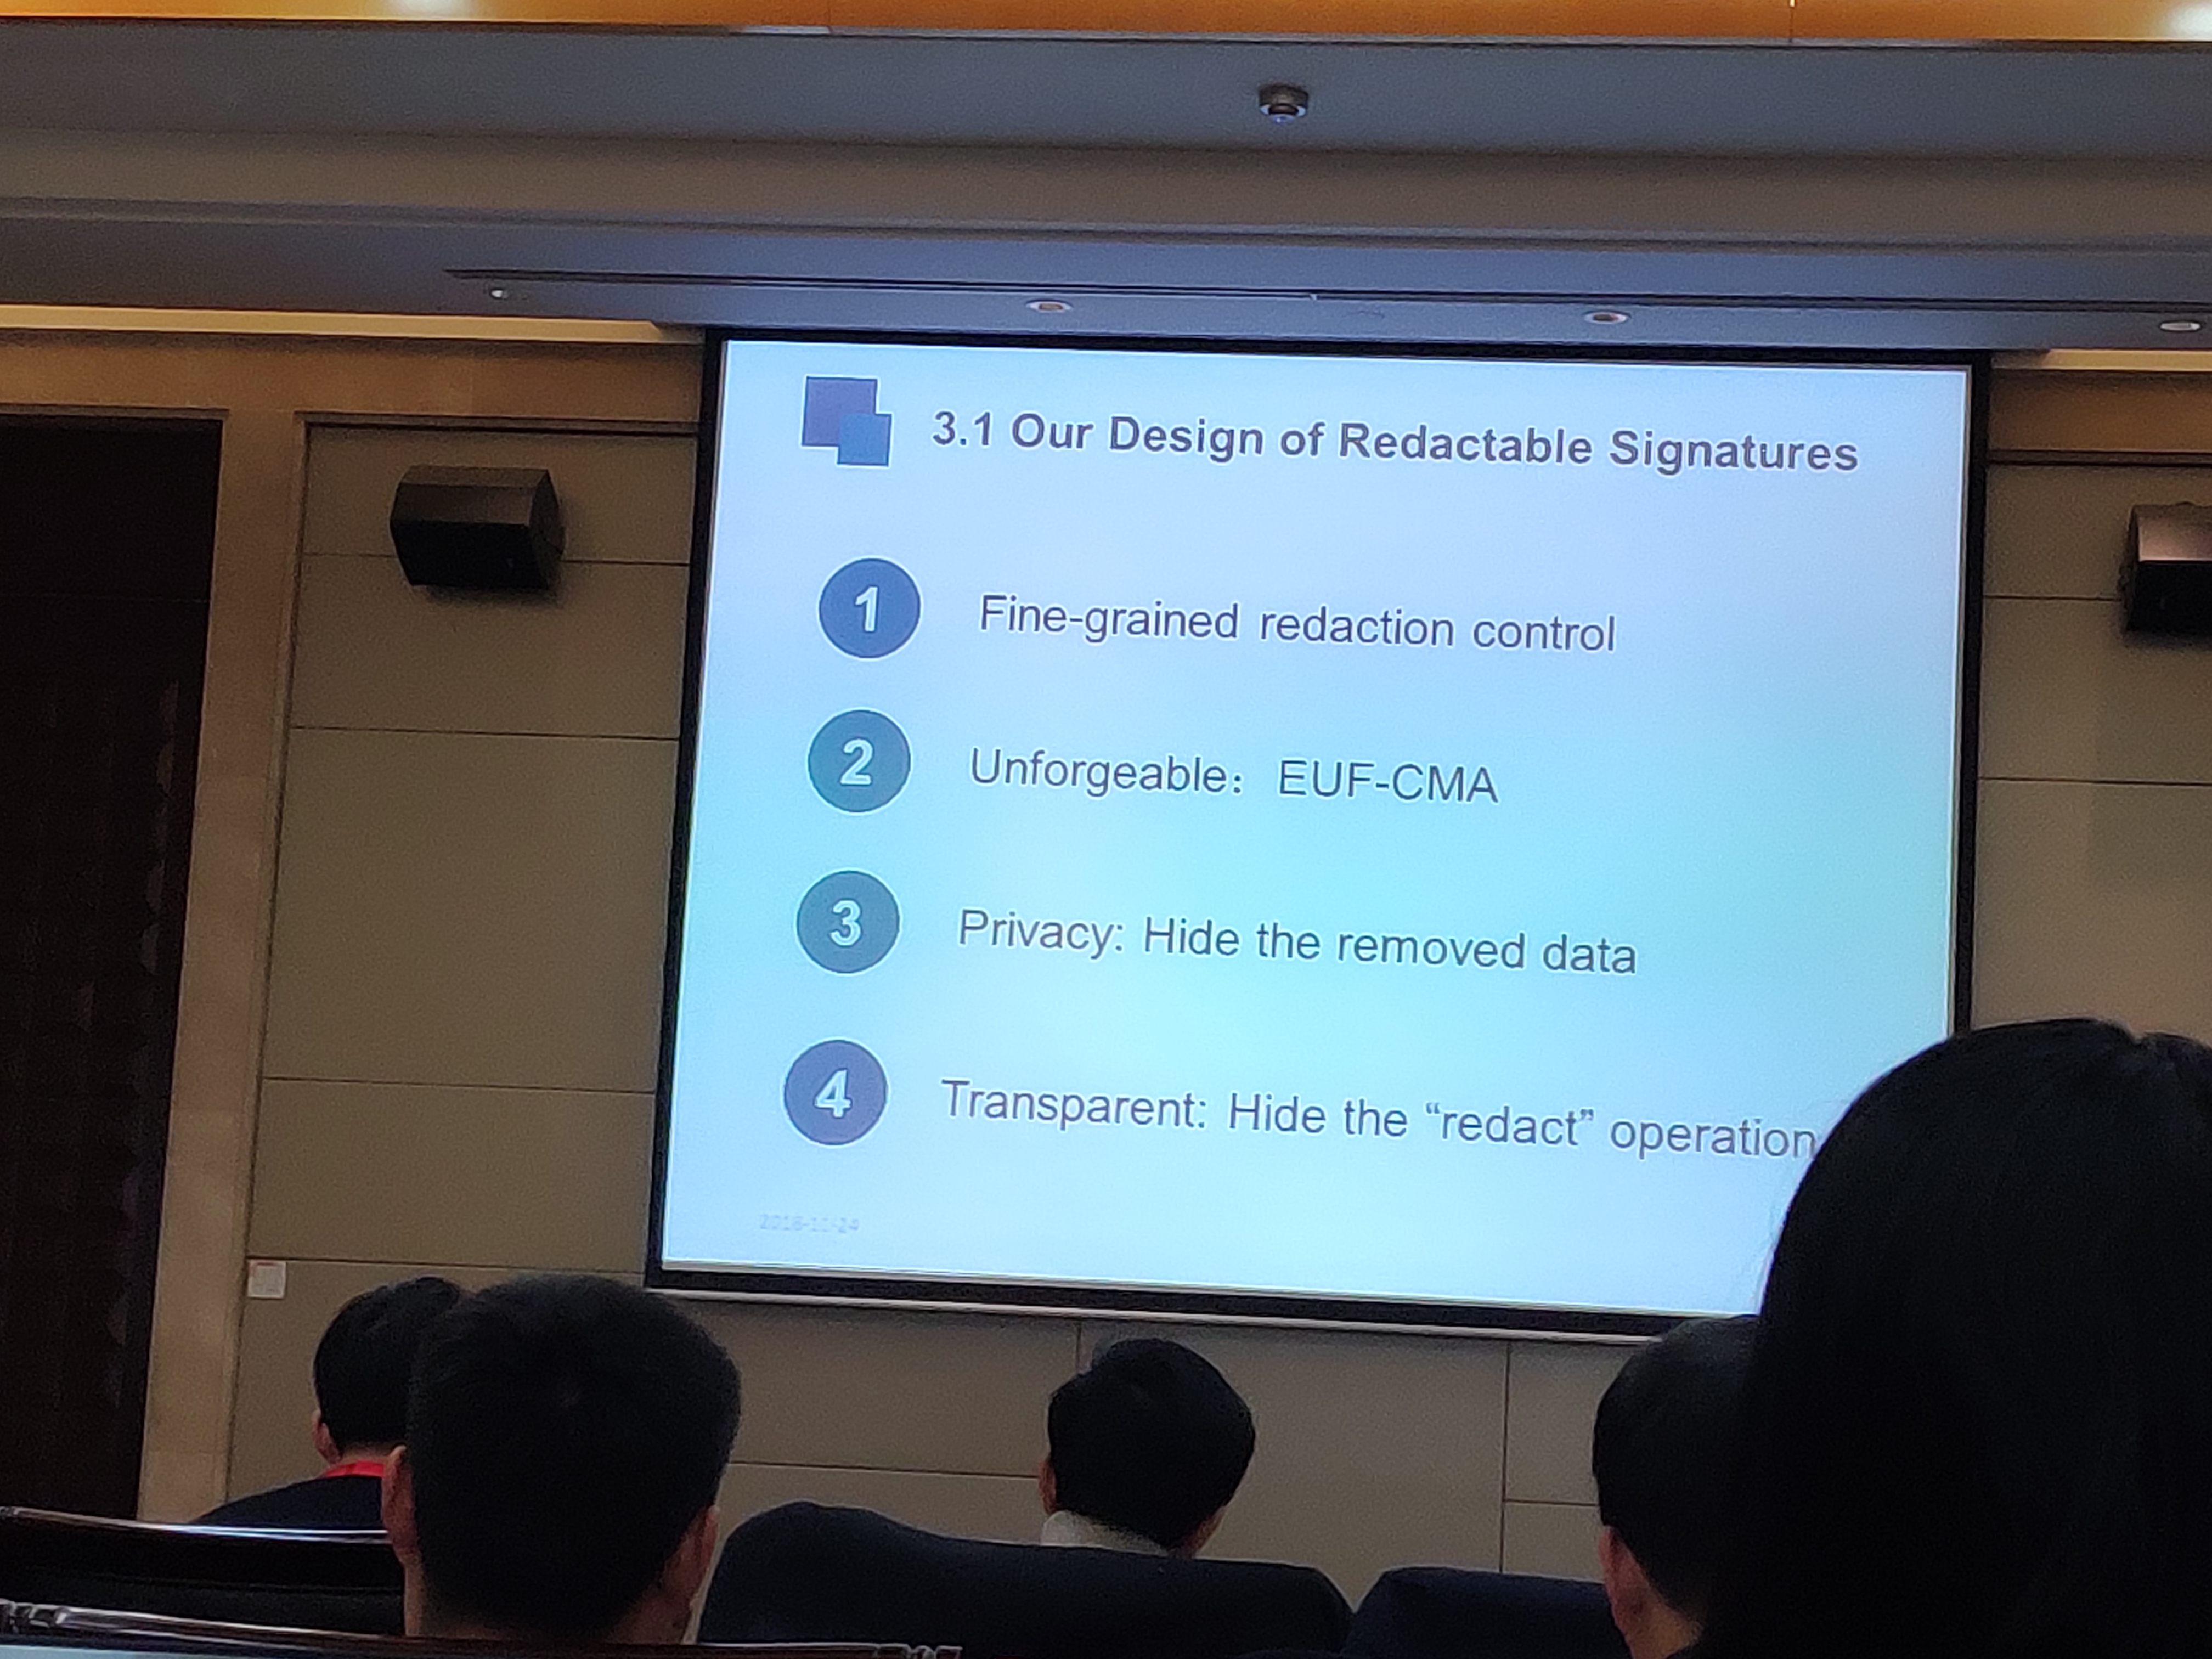 3.1 Our Design of Redactable Signatures
1 Fine-grained redaction control
2 Unforgeable： EUF-CMA
3 Privacy: Hide the removed data
4 Transparent: Hide the “redact” operation
2018-11-24